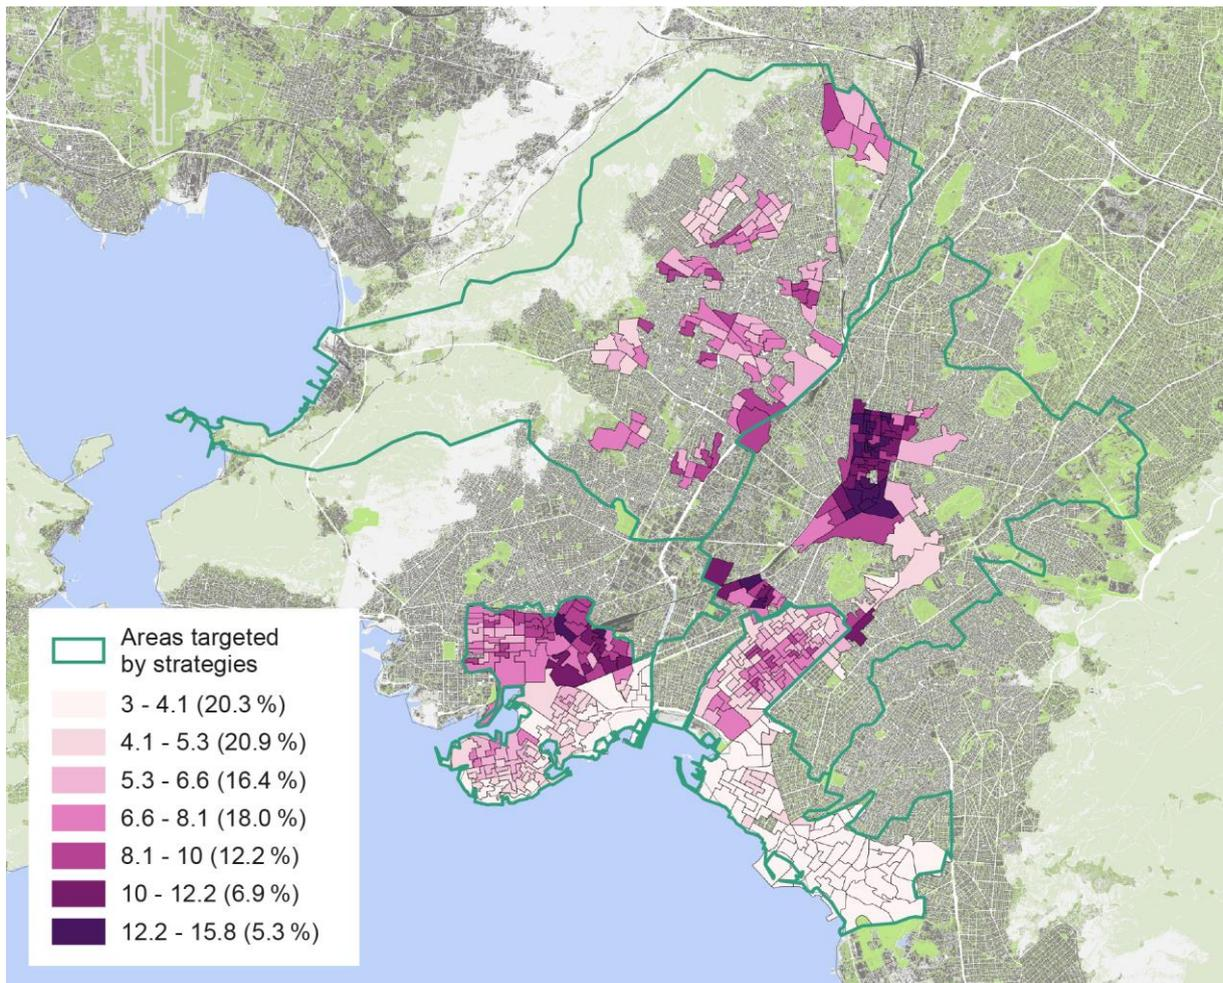 Areas targeted
by strategies
3 - 4.1 (20.3 %)
4.1 - 5.3 (20.9 %)
5.3 - 6.6 (16.4 %)
6.6 - 8.1 (18.0 %)
8.1 - 10 (12.2 %)
10 - 12.2 (6.9 %)
12.2 - 15.8 (5.3 %)